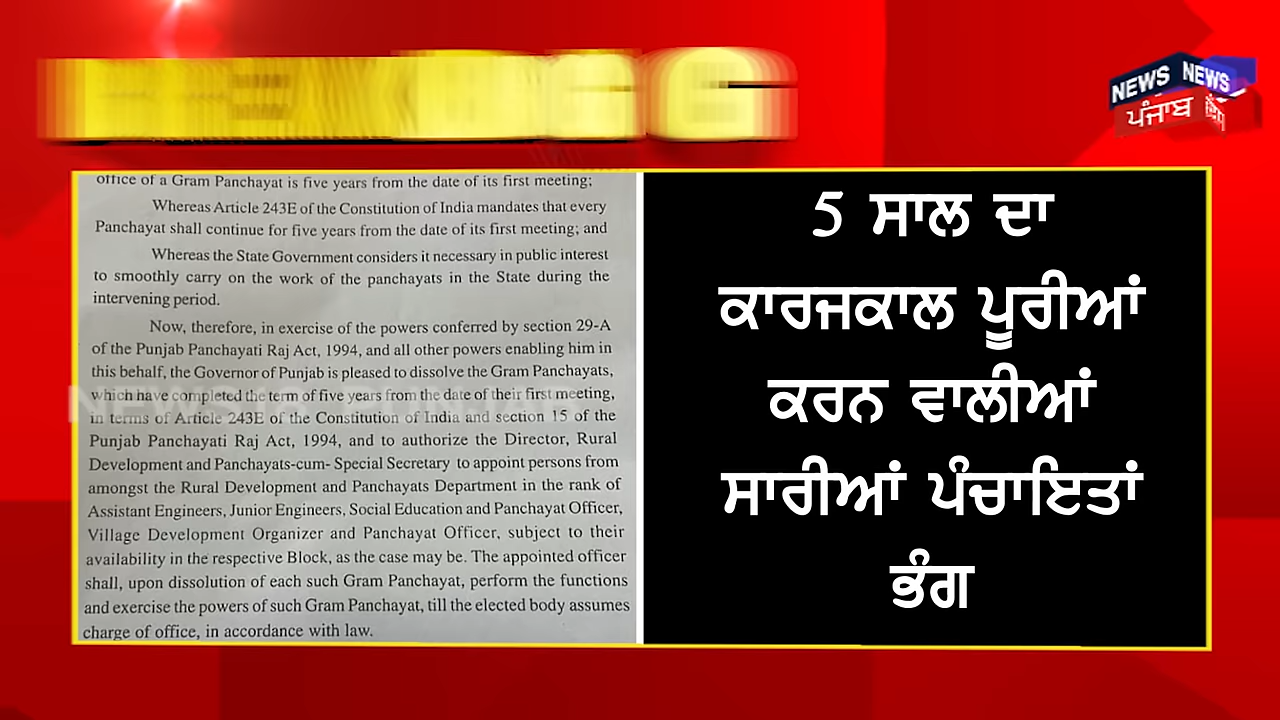 NEWS NEWS
ਪੰਜਾਬ
office of a Gram Panchayat is five years from the date of its first meeting;
Whereas Article 243E of the Constitution of India mandates that every
Panchayat shall continue for five years from the date of its first meeting; and
Whereas the State Government considers it necessary in public interest
to smoothly carry on the work of the panchayats in the State during the
intervening period.
Now, therefore, in exercise of the powers conferred by section 29-A
of the Punjab Panchayati Raj Act, 1994, and all other powers enabling him in
this behalf, the Governor of Punjab is pleased to dissolve the Gram Panchayats,
which have completed the term of five years from the date of their first meeting,
in terms of Article 243E of the Constitution of India and section 15 of the
Punjab Panchayati Raj Act, 1994, and to authorize the Director, Rural
Development and Panchayats-cum- Special Secretary to appoint persons from
amongst the Rural Development and Panchayats Department in the rank of
Assistant Engineers, Junior Engineers, Social Education and Panchayat Officer,
Village Development Organizer and Panchayat Officer, subject to their
availability in the respective Block, as the case may be. The appointed officer
shall, upon dissolution of each such Gram Panchayat, perform the functions
and exercise the powers of such Gram Panchayat, till the elected body assumes
charge of office, in accordance with law.
5 ਸਾਲ ਦਾ
ਕਾਰਜਕਾਲ ਪੂਰੀਆਂ
ਕਰਨ ਵਾਲੀਆਂ
ਸਾਰੀਆਂ ਪੰਚਾਇਤਾਂ
ਭੰਗ